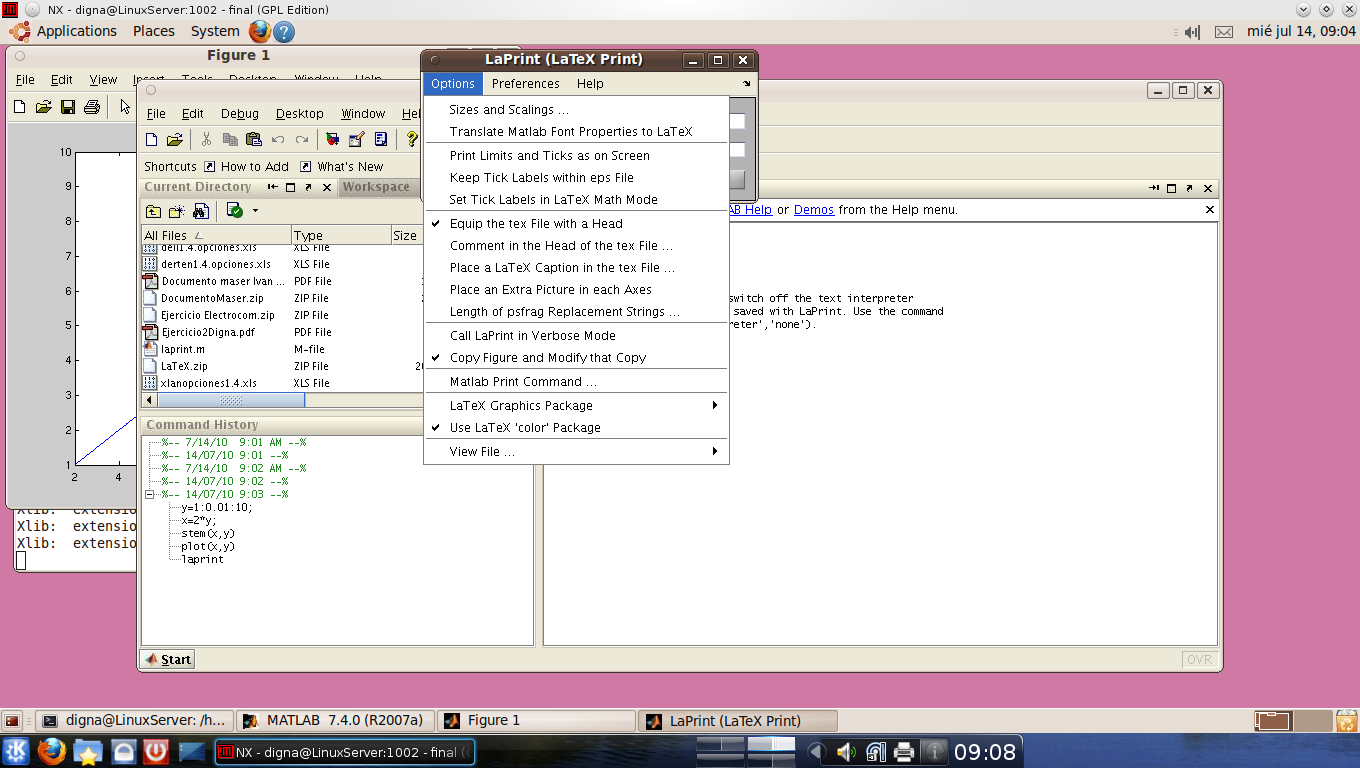 NX - digna@LinuxServer:1002 - final (GPL Edition)
Applications Places System ? mié jul 14, 09:04
Figure 1
File Edit View Insert Tools Desktop Window Help
LaPrint (LaTeX Print)
Options Preferences Help
Sizes and Scalings ...
Translate Matlab Font Properties to LaTeX
Print Limits and Ticks as on Screen
Keep Tick Labels within eps File
Set Tick Labels in LaTeX Math Mode
Equip the tex File with a Head
Comment in the Head of the tex File ...
Place a LaTeX Caption in the tex File ...
Place an Extra Picture in each Axes
Length of psfrag Replacement Strings ...
Call LaPrint in Verbose Mode
Copy Figure and Modify that Copy
Matlab Print Command ...
LaTeX Graphics Package
Use LaTeX 'color' Package
View File ...
File Edit Debug Desktop Window
Shortcuts How to Add What's New
Current Directory Workspace
All Files Type Size
dell1.4.opciones.xls XLS File
derten1.4.opciones.xls XLS File
Documento maser Ivan ... PDF File
DocumentoMaser.zip ZIP File
Ejercicio Electrocom.zip ZIP File
Ejercicio2Digna.pdf PDF File
laprint.m M-file
LaTeX.zip ZIP File
xlanopciones1.4.xls XLS File
Command History
%-- 7/14/10 9:01 AM --%
%-- 14/07/10 9:01 --%
%-- 7/14/10 9:02 AM --%
%-- 14/07/10 9:02 --%
%-- 14/07/10 9:03 --%
y=1:0.01:10;
x=2*y;
stem(x,y)
plot(x,y)
laprint
Help or Demos from the Help menu.
switch off the text interpreter
saved with LaPrint. Use the command
'none').
10
9
8
7
6
5
4
3
2
1
2 4
Xlib: extension
Xlib: extensio
Xlib: extensio
Start
OVR
digna@LinuxServer: /h... MATLAB 7.4.0 (R2007a) Figure 1 LaPrint (LaTeX Print)
NX - digna@LinuxServer:1002 - final (
09:08